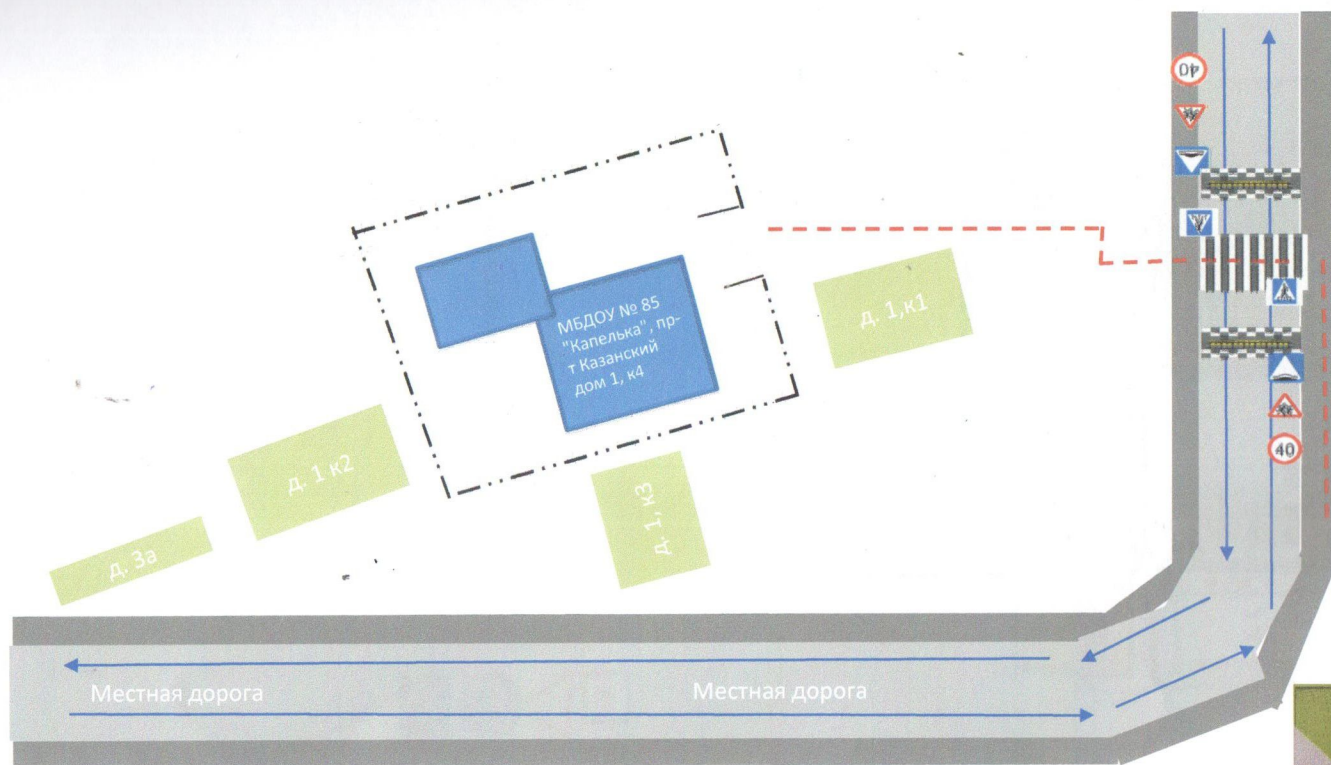 40
МБДОУ № 85
"Капелька", пр-
т Казанский
дом 1, к4
д. 1,к1
д. 1 к2
д. 1, к3
д. 3а
40
Местная дорога
Местная дорога